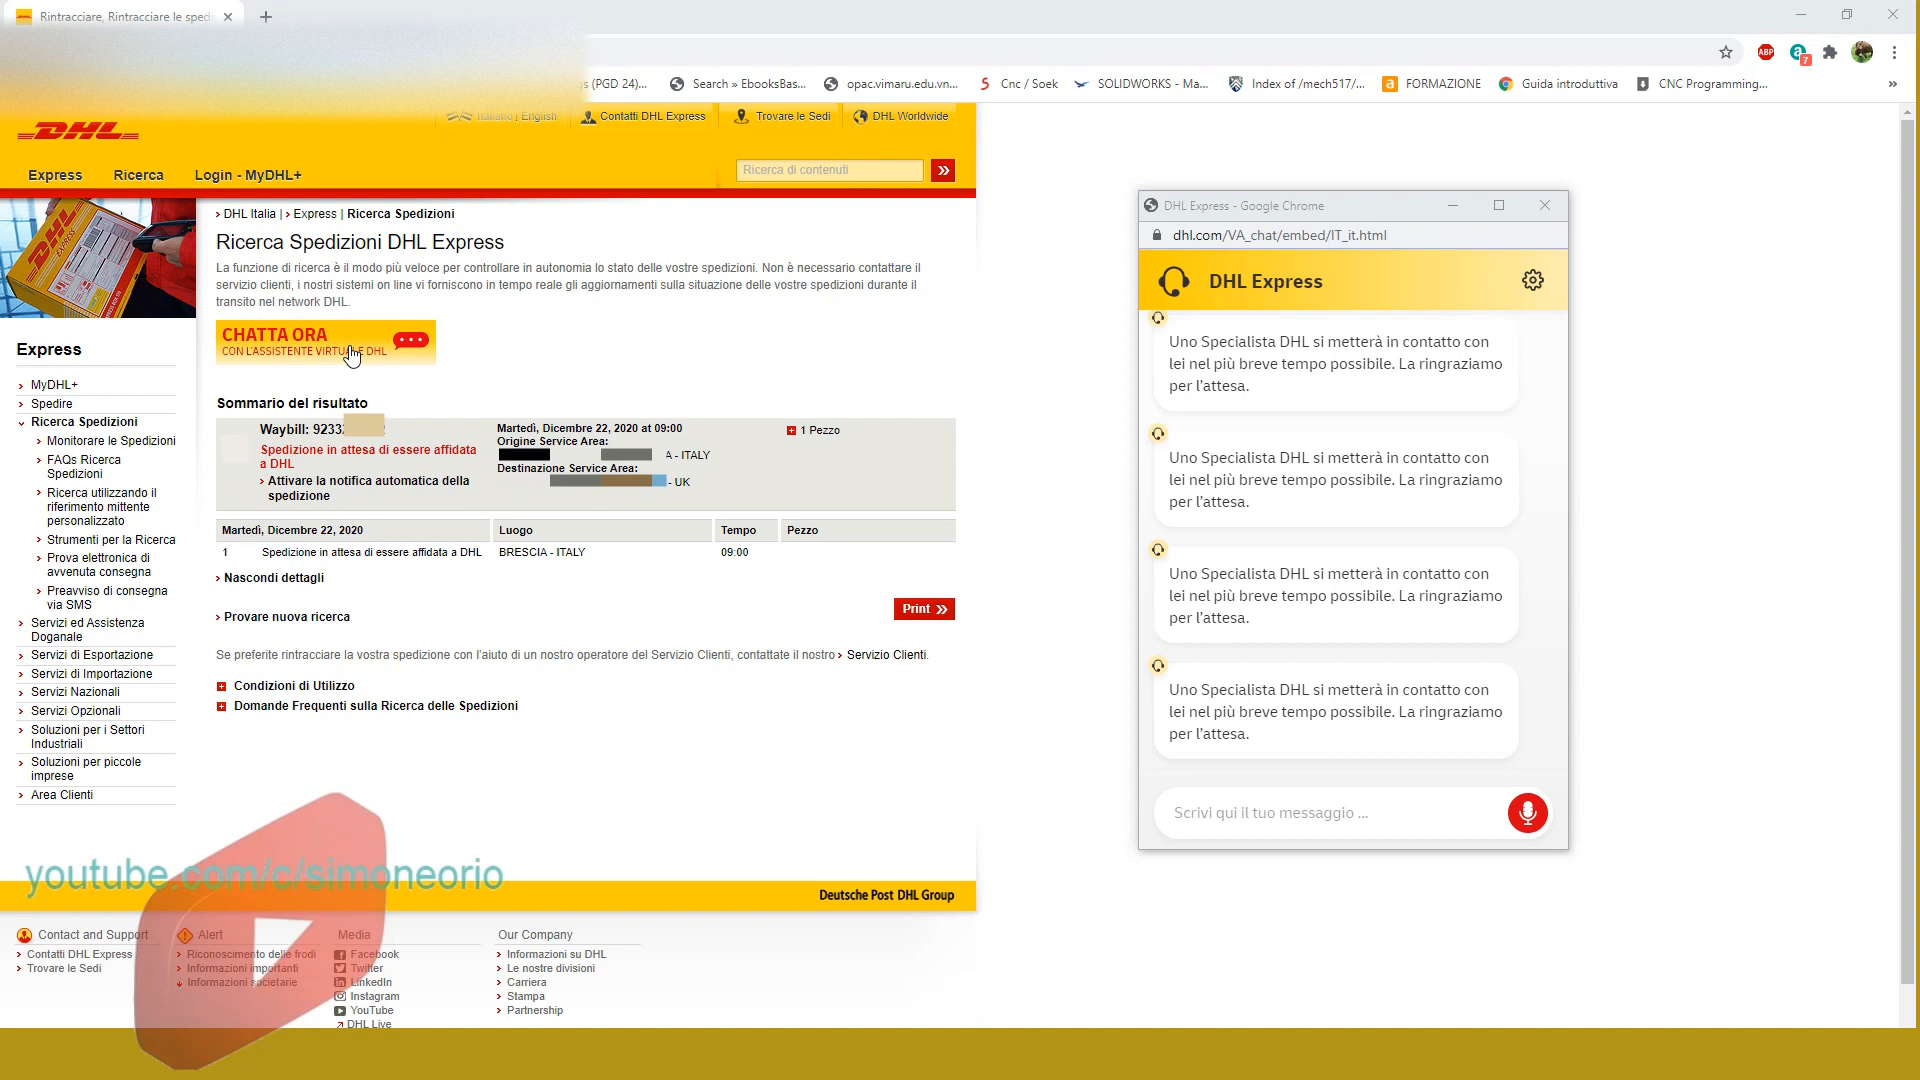 Rintracciare, Rintracciare le sped
(PGD 24)...
Search » EbooksBas...
opac.vimaru.edu.vn...
Cnc / Soek
SOLIDWORKS - Ma...
Index of /mech517/...
FORMAZIONE
Guida introduttiva
CNC Programming...
DHL
Italiano | English
Contatti DHL Express
Trovare le Sedi
DHL Worldwide
Express
Ricerca
Login - MyDHL+
Ricerca di contenuti
DHL Italia | Express | Ricerca Spedizioni
Ricerca Spedizioni DHL Express
La funzione di ricerca è il modo più veloce per controllare in autonomia lo stato delle vostre spedizioni. Non è necessario contattare il
servizio clienti, i nostri sistemi on line vi forniscono in tempo reale gli aggiornamenti sulla situazione delle vostre spedizioni durante il
transito nel network DHL.
CHATTA ORA
CON L'ASSISTENTE VIRTUALE DHL
Express
MyDHL+
Spedire
Ricerca Spedizioni
Monitorare le Spedizioni
FAQs Ricerca
Spedizioni
Ricerca utilizzando il
riferimento mittente
personalizzato
Strumenti per la Ricerca
Prova elettronica di
avvenuta consegna
Preavviso di consegna
via SMS
Servizi ed Assistenza
Doganale
Servizi di Esportazione
Servizi di Importazione
Servizi Nazionali
Servizi Opzionali
Soluzioni per i Settori
Industriali
Soluzioni per piccole
imprese
Area Clienti
Sommario del risultato
Waybill: 9233
Spedizione in attesa di essere affidata
a DHL
Attivare la notifica automatica della
spedizione
Martedì, Dicembre 22, 2020 at 09:00
Origine Service Area:
A - ITALY
Destinazione Service Area:
- UK
1 Pezzo
Martedì, Dicembre 22, 2020
Luogo
Tempo
Pezzo
1
Spedizione in attesa di essere affidata a DHL
BRESCIA - ITALY
09:00
Nascondi dettagli
Provare nuova ricerca
Print
Se preferite rintracciare la vostra spedizione con l'aiuto di un nostro operatore del Servizio Clienti, contattate il nostro Servizio Clienti.
Condizioni di Utilizzo
Domande Frequenti sulla Ricerca delle Spedizioni
youtube.com/c/simoneorio
Deutsche Post DHL Group
Contact and Support
Contatti DHL Express
Trovare le Sedi
Alert
Riconoscimento delle frodi
Informazioni importanti
Informazioni societarie
Media
Facebook
Twitter
LinkedIn
Instagram
YouTube
DHL Live
Our Company
Informazioni su DHL
Le nostre divisioni
Carriera
Stampa
Partnership
DHL Express - Google Chrome
dhl.com/VA_chat/embed/IT_it.html
DHL Express
Uno Specialista DHL si metterà in contatto con
lei nel più breve tempo possibile. La ringraziamo
per l'attesa.
Uno Specialista DHL si metterà in contatto con
lei nel più breve tempo possibile. La ringraziamo
per l'attesa.
Uno Specialista DHL si metterà in contatto con
lei nel più breve tempo possibile. La ringraziamo
per l'attesa.
Uno Specialista DHL si metterà in contatto con
lei nel più breve tempo possibile. La ringraziamo
per l'attesa.
Scrivi qui il tuo messaggio ...